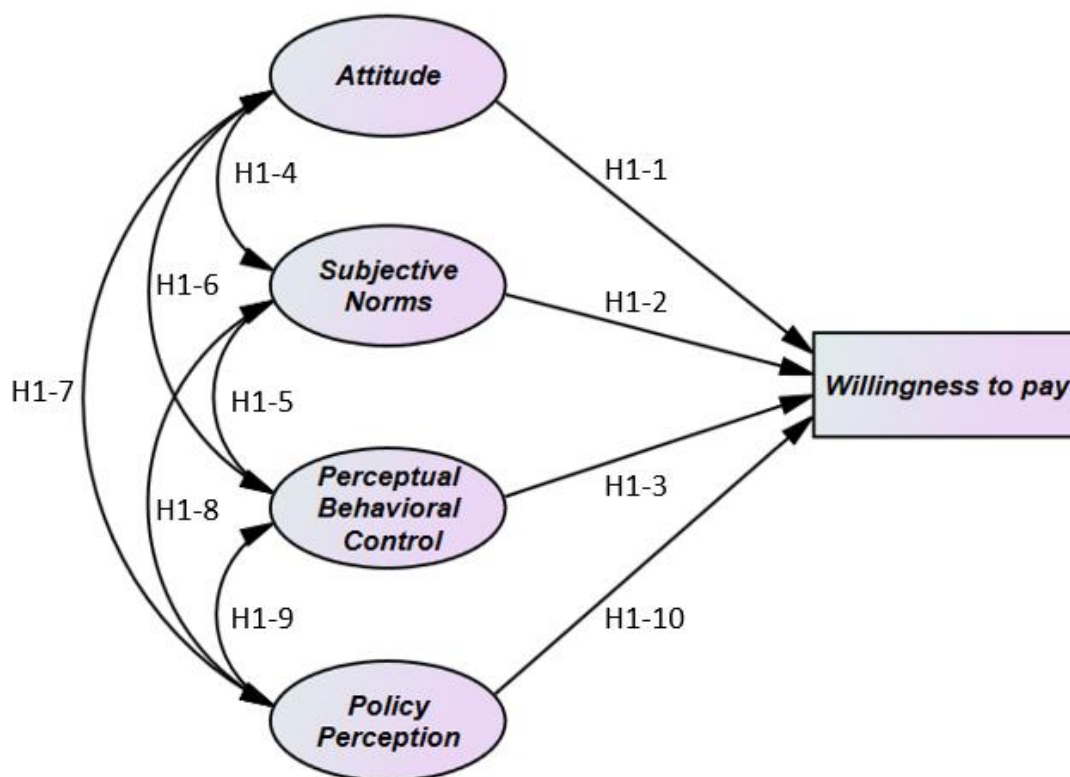 Attitude
H1-4
H1-1
Subjective
Norms
H1-6
H1-2
H1-7
Willingness to pay
H1-5
Perceptual
Behavioral
Control
H1-8
H1-3
H1-9
H1-10
Policy
Perception